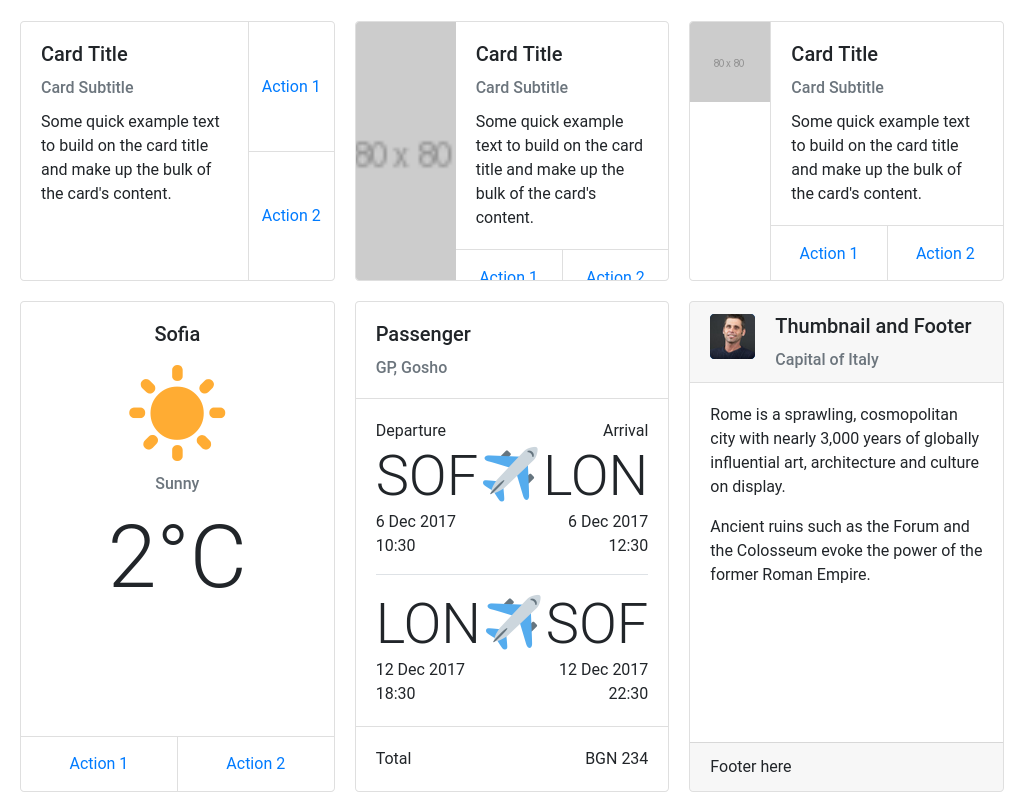 Card Title
Card Subtitle
Some quick example text
to build on the card title
and make up the bulk of
the card's content.
Action 1
Action 2
80 x 80
Card Title
Card Subtitle
Some quick example
text to build on the card
title and make up the
bulk of the card's
content.
Action 1
Action 2
80 x 80
Card Title
Card Subtitle
Some quick example text
to build on the card title
and make up the bulk of
the card's content.
Action 1
Action 2
Sofia
Sunny
2°C
Action 1
Action 2
Passenger
GP, Gosho
Departure Arrival
SOF✈️LON
6 Dec 2017 6 Dec 2017
10:30 12:30
LON✈️SOF
12 Dec 2017 12 Dec 2017
18:30 22:30
Total BGN 234
Thumbnail and Footer
Capital of Italy
Rome is a sprawling, cosmopolitan
city with nearly 3,000 years of globally
influential art, architecture and culture
on display.
Ancient ruins such as the Forum and
the Colosseum evoke the power of the
former Roman Empire.
Footer here